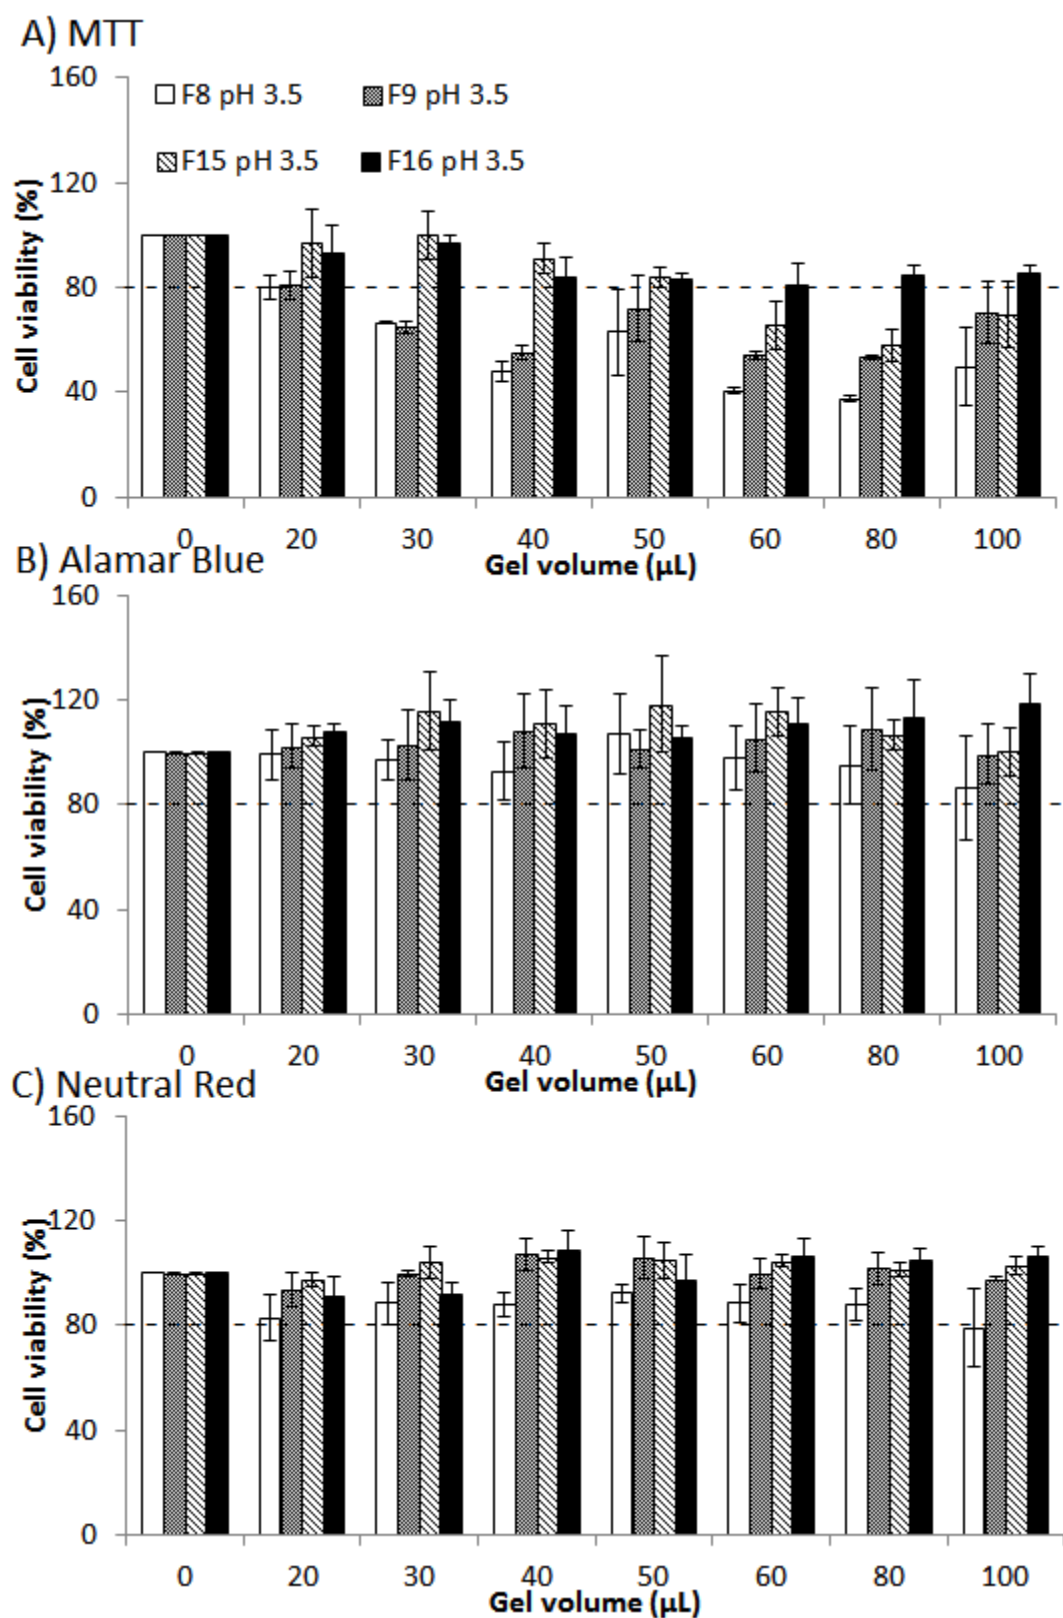 A) MTT
160
F8 pH 3.5 F9 pH 3.5
F15 pH 3.5 F16 pH 3.5
120
80
40
0
Cell viability (%)
0 20 30 40 50 60 80 100
Gel volume (µL)
B) Alamar Blue
160
120
80
40
0
Cell viability (%)
0 20 30 40 50 60 80 100
Gel volume (µL)
C) Neutral Red
160
120
80
40
0
Cell viability (%)
0 20 30 40 50 60 80 100
Gel volume (µL)